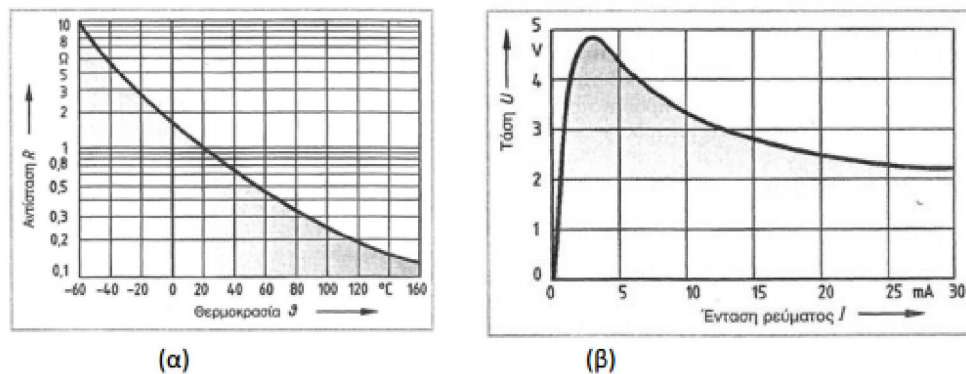 10
8
Ω
5
3
2
1
0,8
0,5
0,3
0,2
0,1
Αντίσταση R
-60 -40 -20 0 20 40 60 80 100 120 °C 160
Θερμοκρασία ϑ
(α)
5
V
4
3
2
1
0
Τάση U
0 5 10 15 20 25 mA 30
Ένταση ρεύματος I
(β)